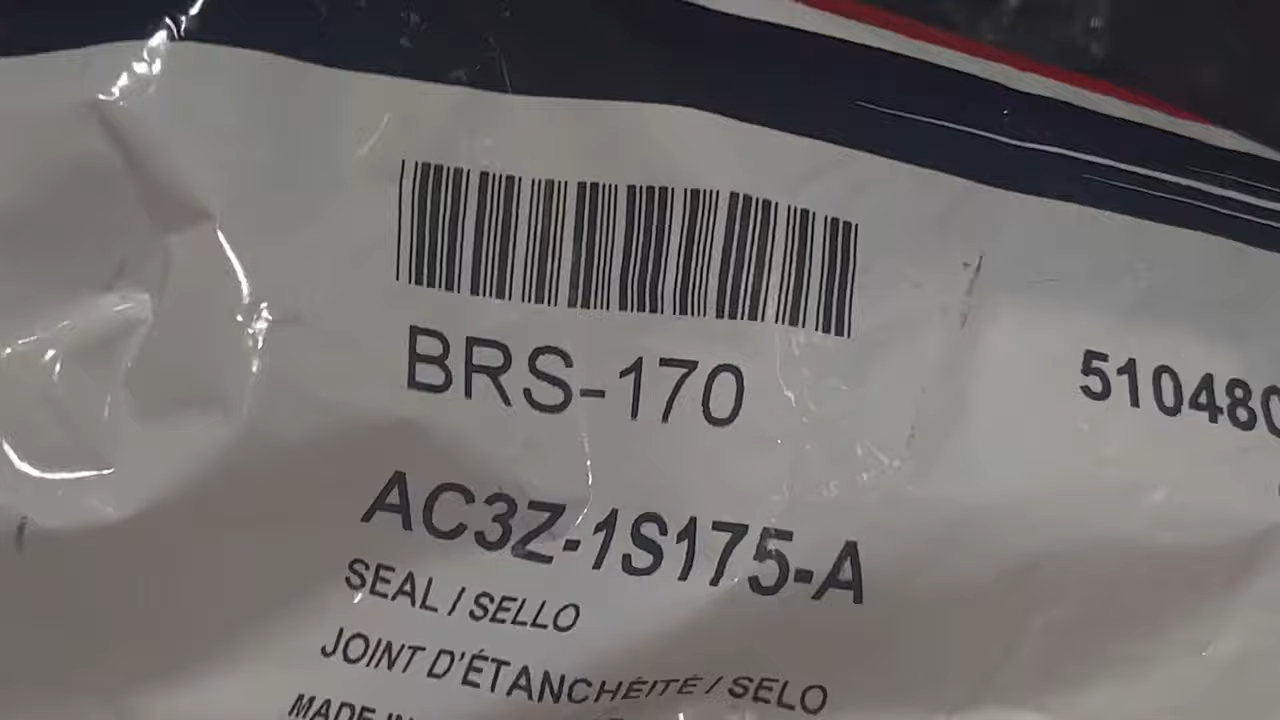 BRS-170
51048
AC3Z-1S175-A
SEAL / SELLO
JOINT D'ÉTANCHÉITÉ / SELO
MADE IN